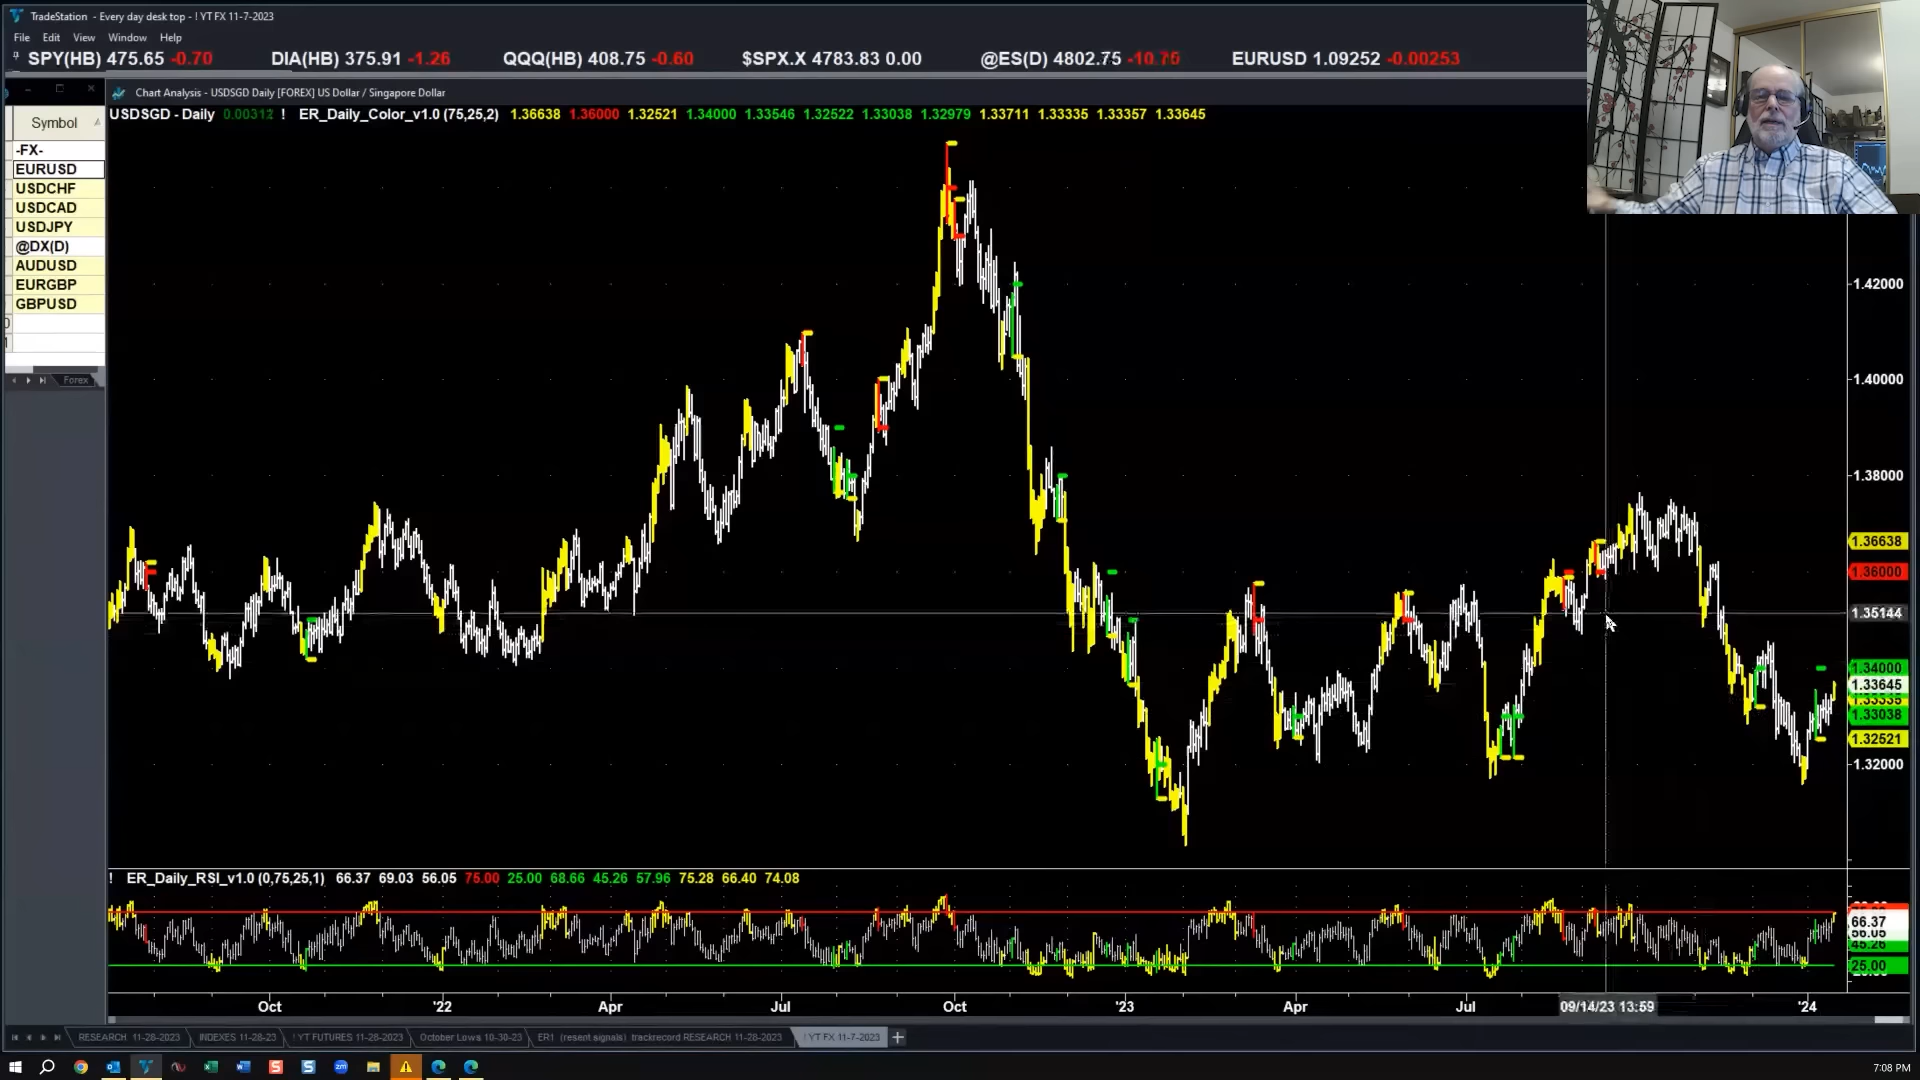 TradeStation - Every day desk top - ! YT FX 11-7-2023
File Edit View Window Help
SPY(HB) 475.65 -0.70 DIA(HB) 375.91 -1.26 QQQ(HB) 408.75 -0.60 $SPX.X 4783.83 0.00 @ES(D) 4802.75 -10.75 EURUSD 1.09252 -0.00253
Chart Analysis - USDSGD Daily [FOREX] US Dollar / Singapore Dollar
USDSGD - Daily 0.00312 ! ER_Daily_Color_v1.0 (75,25,2) 1.36638 1.36000 1.32521 1.34000 1.33546 1.32522 1.33038 1.32979 1.33711 1.33335 1.33357 1.33645
Symbol
-FX-
EURUSD
USDCHF
USDCAD
USDJPY
@DX(D)
AUDUSD
EURGBP
GBPUSD
Forex
1.42000
1.40000
1.38000
1.36638
1.36000
1.35144
1.34000
1.33645
1.33335
1.33038
1.32521
1.32000
! ER_Daily_RSI_v1.0 (0,75,25,1) 66.37 69.03 56.05 75.00 25.00 68.66 45.26 57.96 75.28 66.40 74.08
66.37
56.05
45.26
25.00
Oct '22 Apr Jul Oct '23 Apr Jul 09/14/23 13:59 '24
RESEARCH 11-28-2023 INDEXES 11-28-23 ! YT FUTURES 11-28-2023 October Lows 10-30-23 ER1 (resent signals) trackrecord RESEARCH 11-28-2023 ! YT FX 11-7-2023
7:08 PM